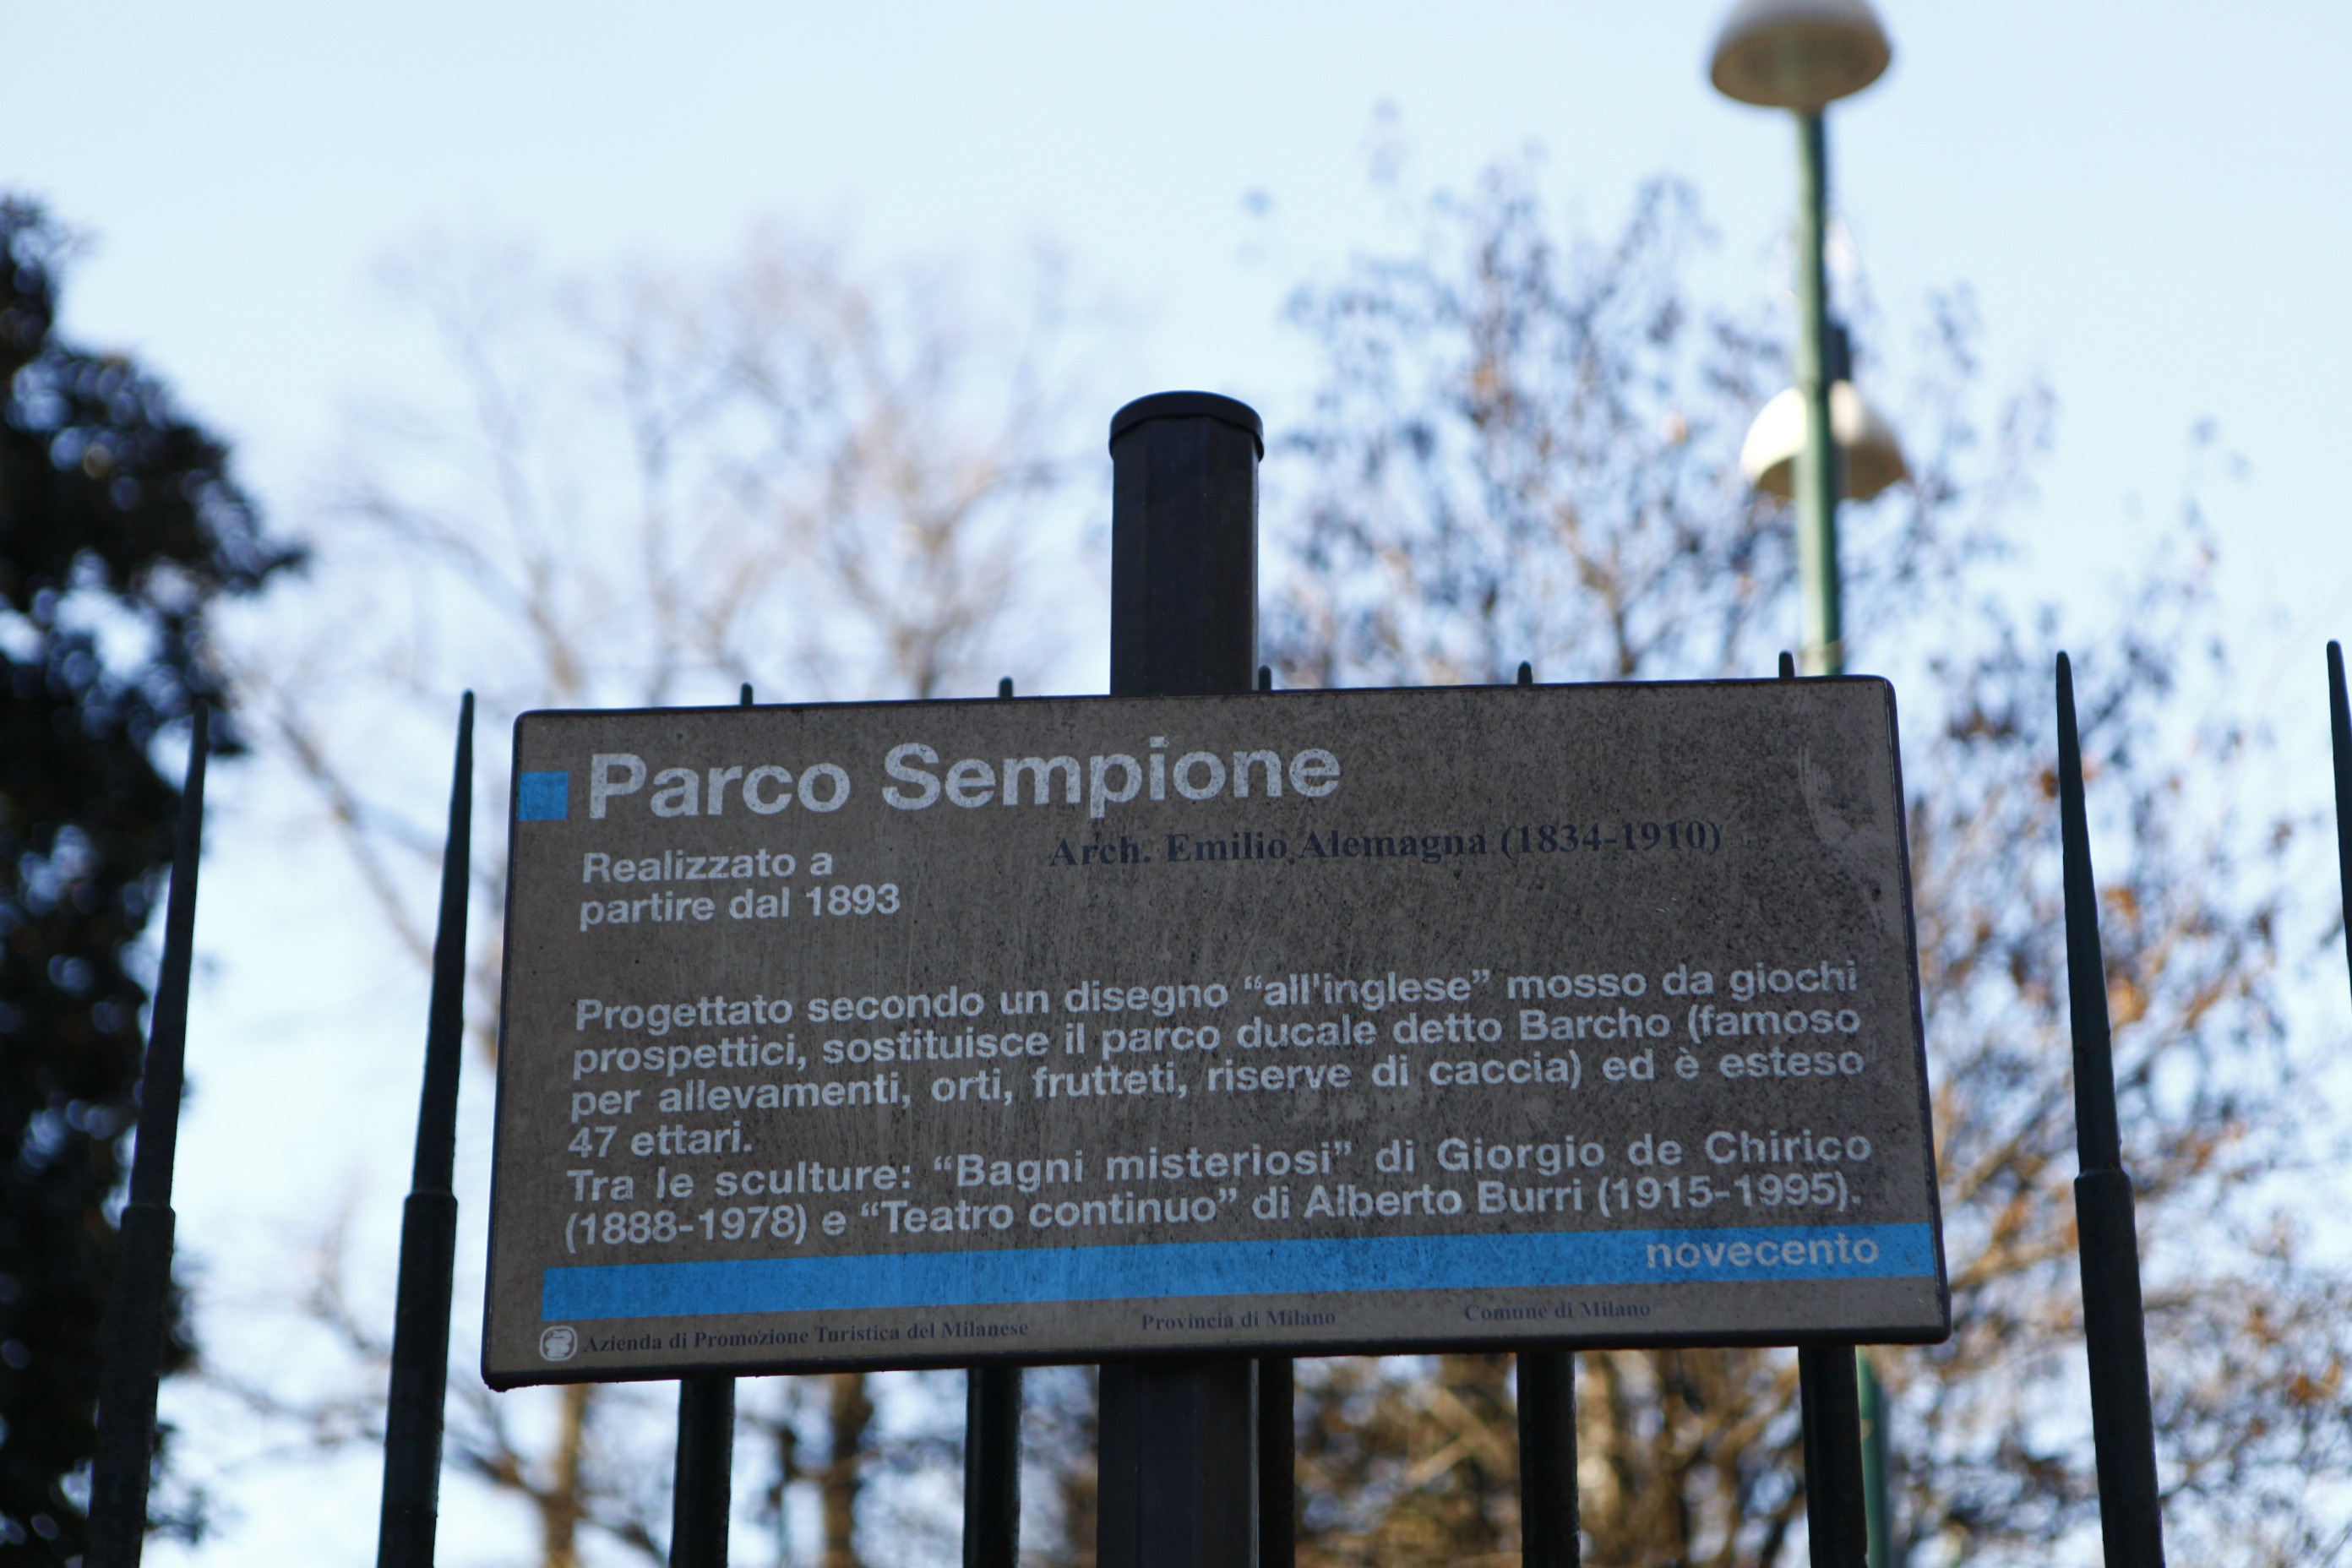 Parco Sempione
Arch. Emilio Alemagna (1834-1910)
Realizzato a
partire dal 1893
Progettato secondo un disegno “all'inglese” mosso da giochi
prospettici, sostituisce il parco ducale detto Barcho (famoso
per allevamenti, orti, frutteti, riserve di caccia) ed è esteso
47 ettari.
Tra le sculture: “Bagni misteriosi” di Giorgio de Chirico
(1888-1978) e “Teatro continuo” di Alberto Burri (1915-1995).
novecento
Azienda di Promozione Turistica del Milanese Provincia di Milano Comune di Milano